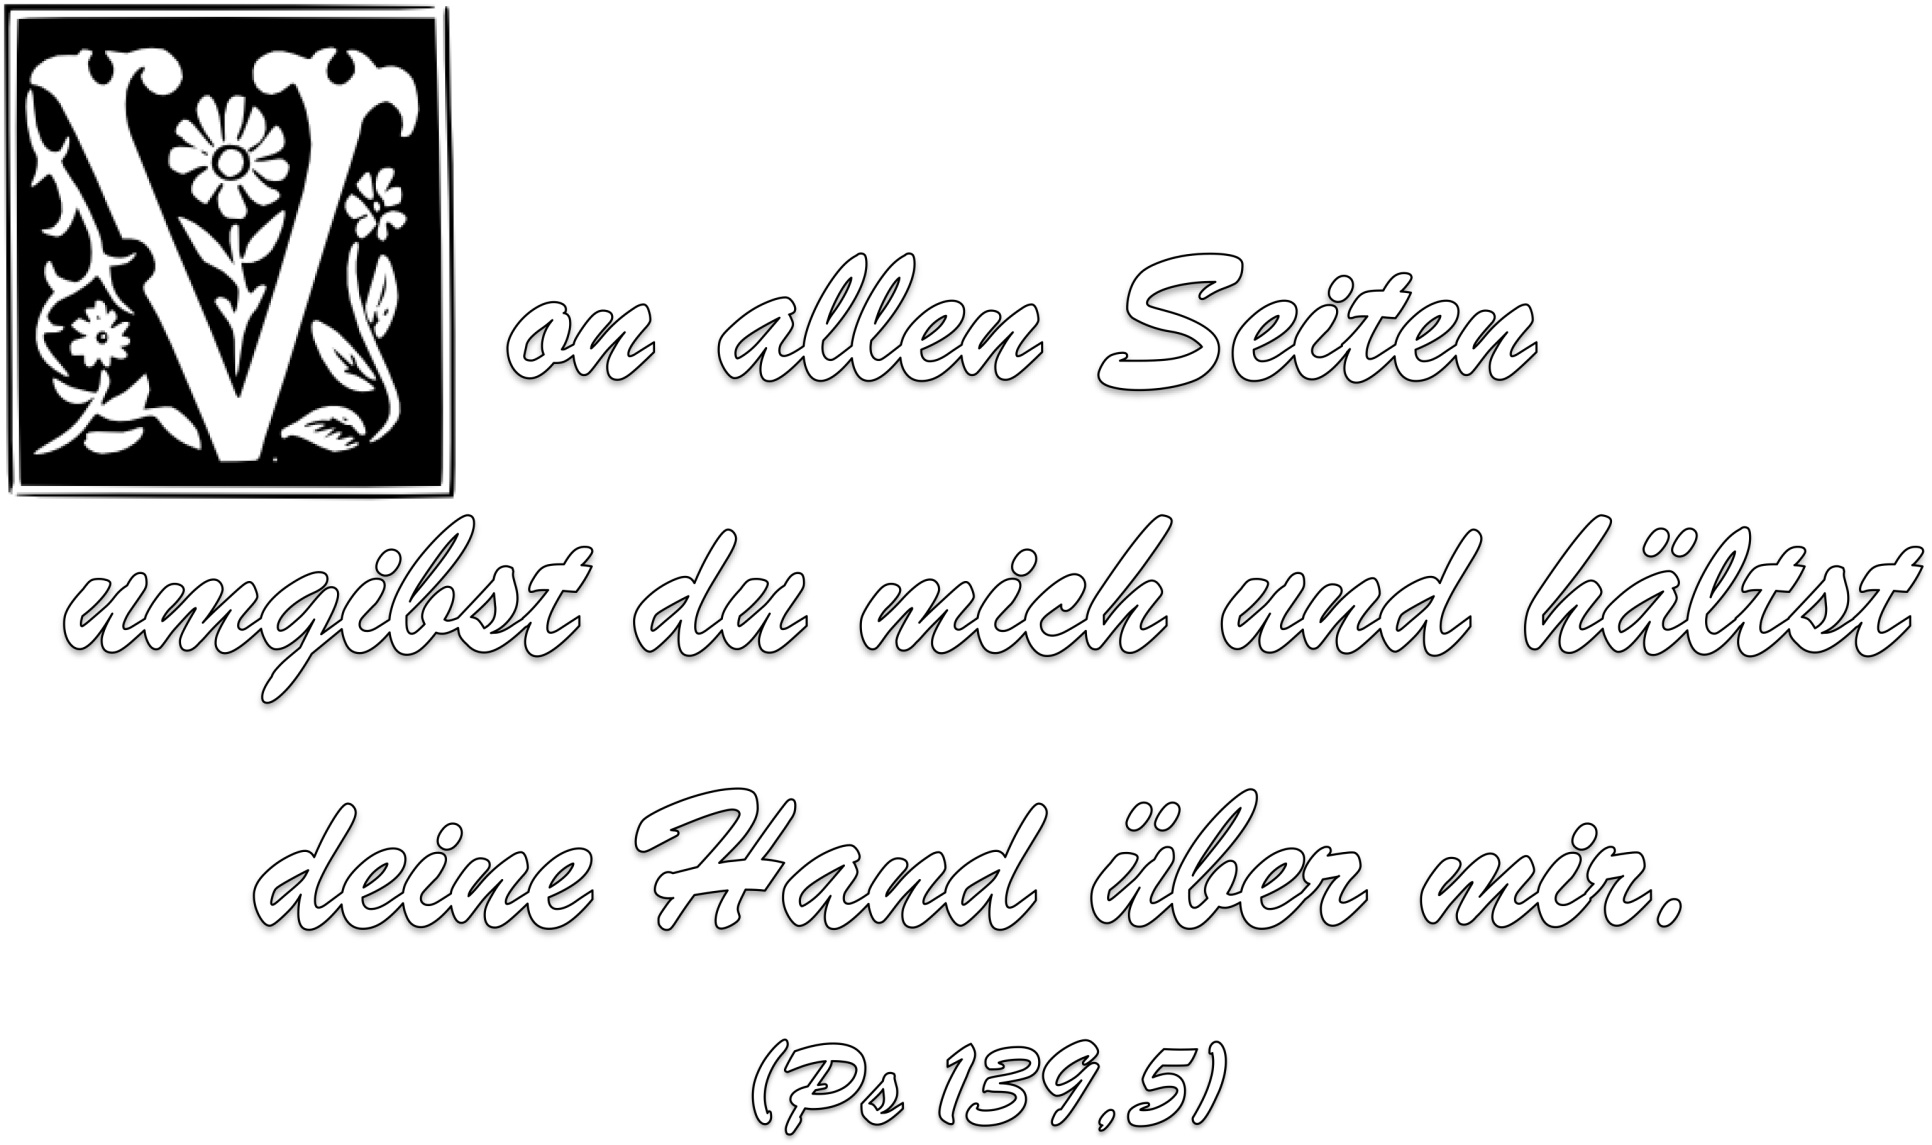 Von allen Seiten
umgibst du mich und hältst
deine Hand über mir.
(Ps 139,5)